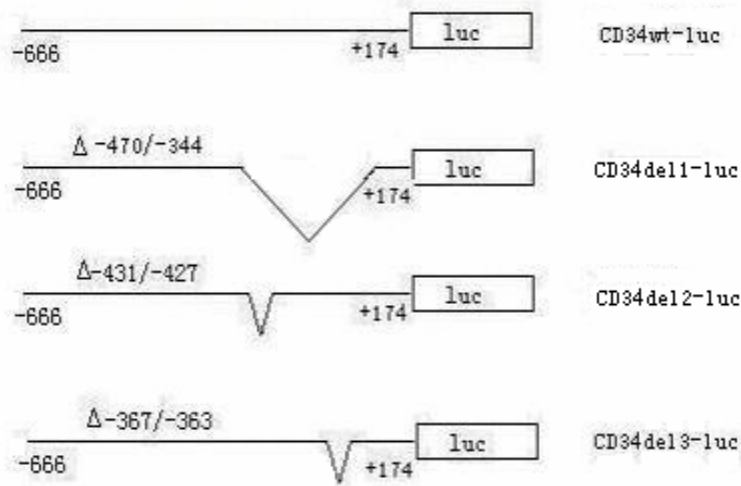 luc CD34wt-luc
-666 +174
Δ -470/-344
luc CD34del1-luc
-666 +174
Δ-431/-427
luc CD34del2-luc
-666 +174
Δ-367/-363
luc CD34del3-luc
-666 +174